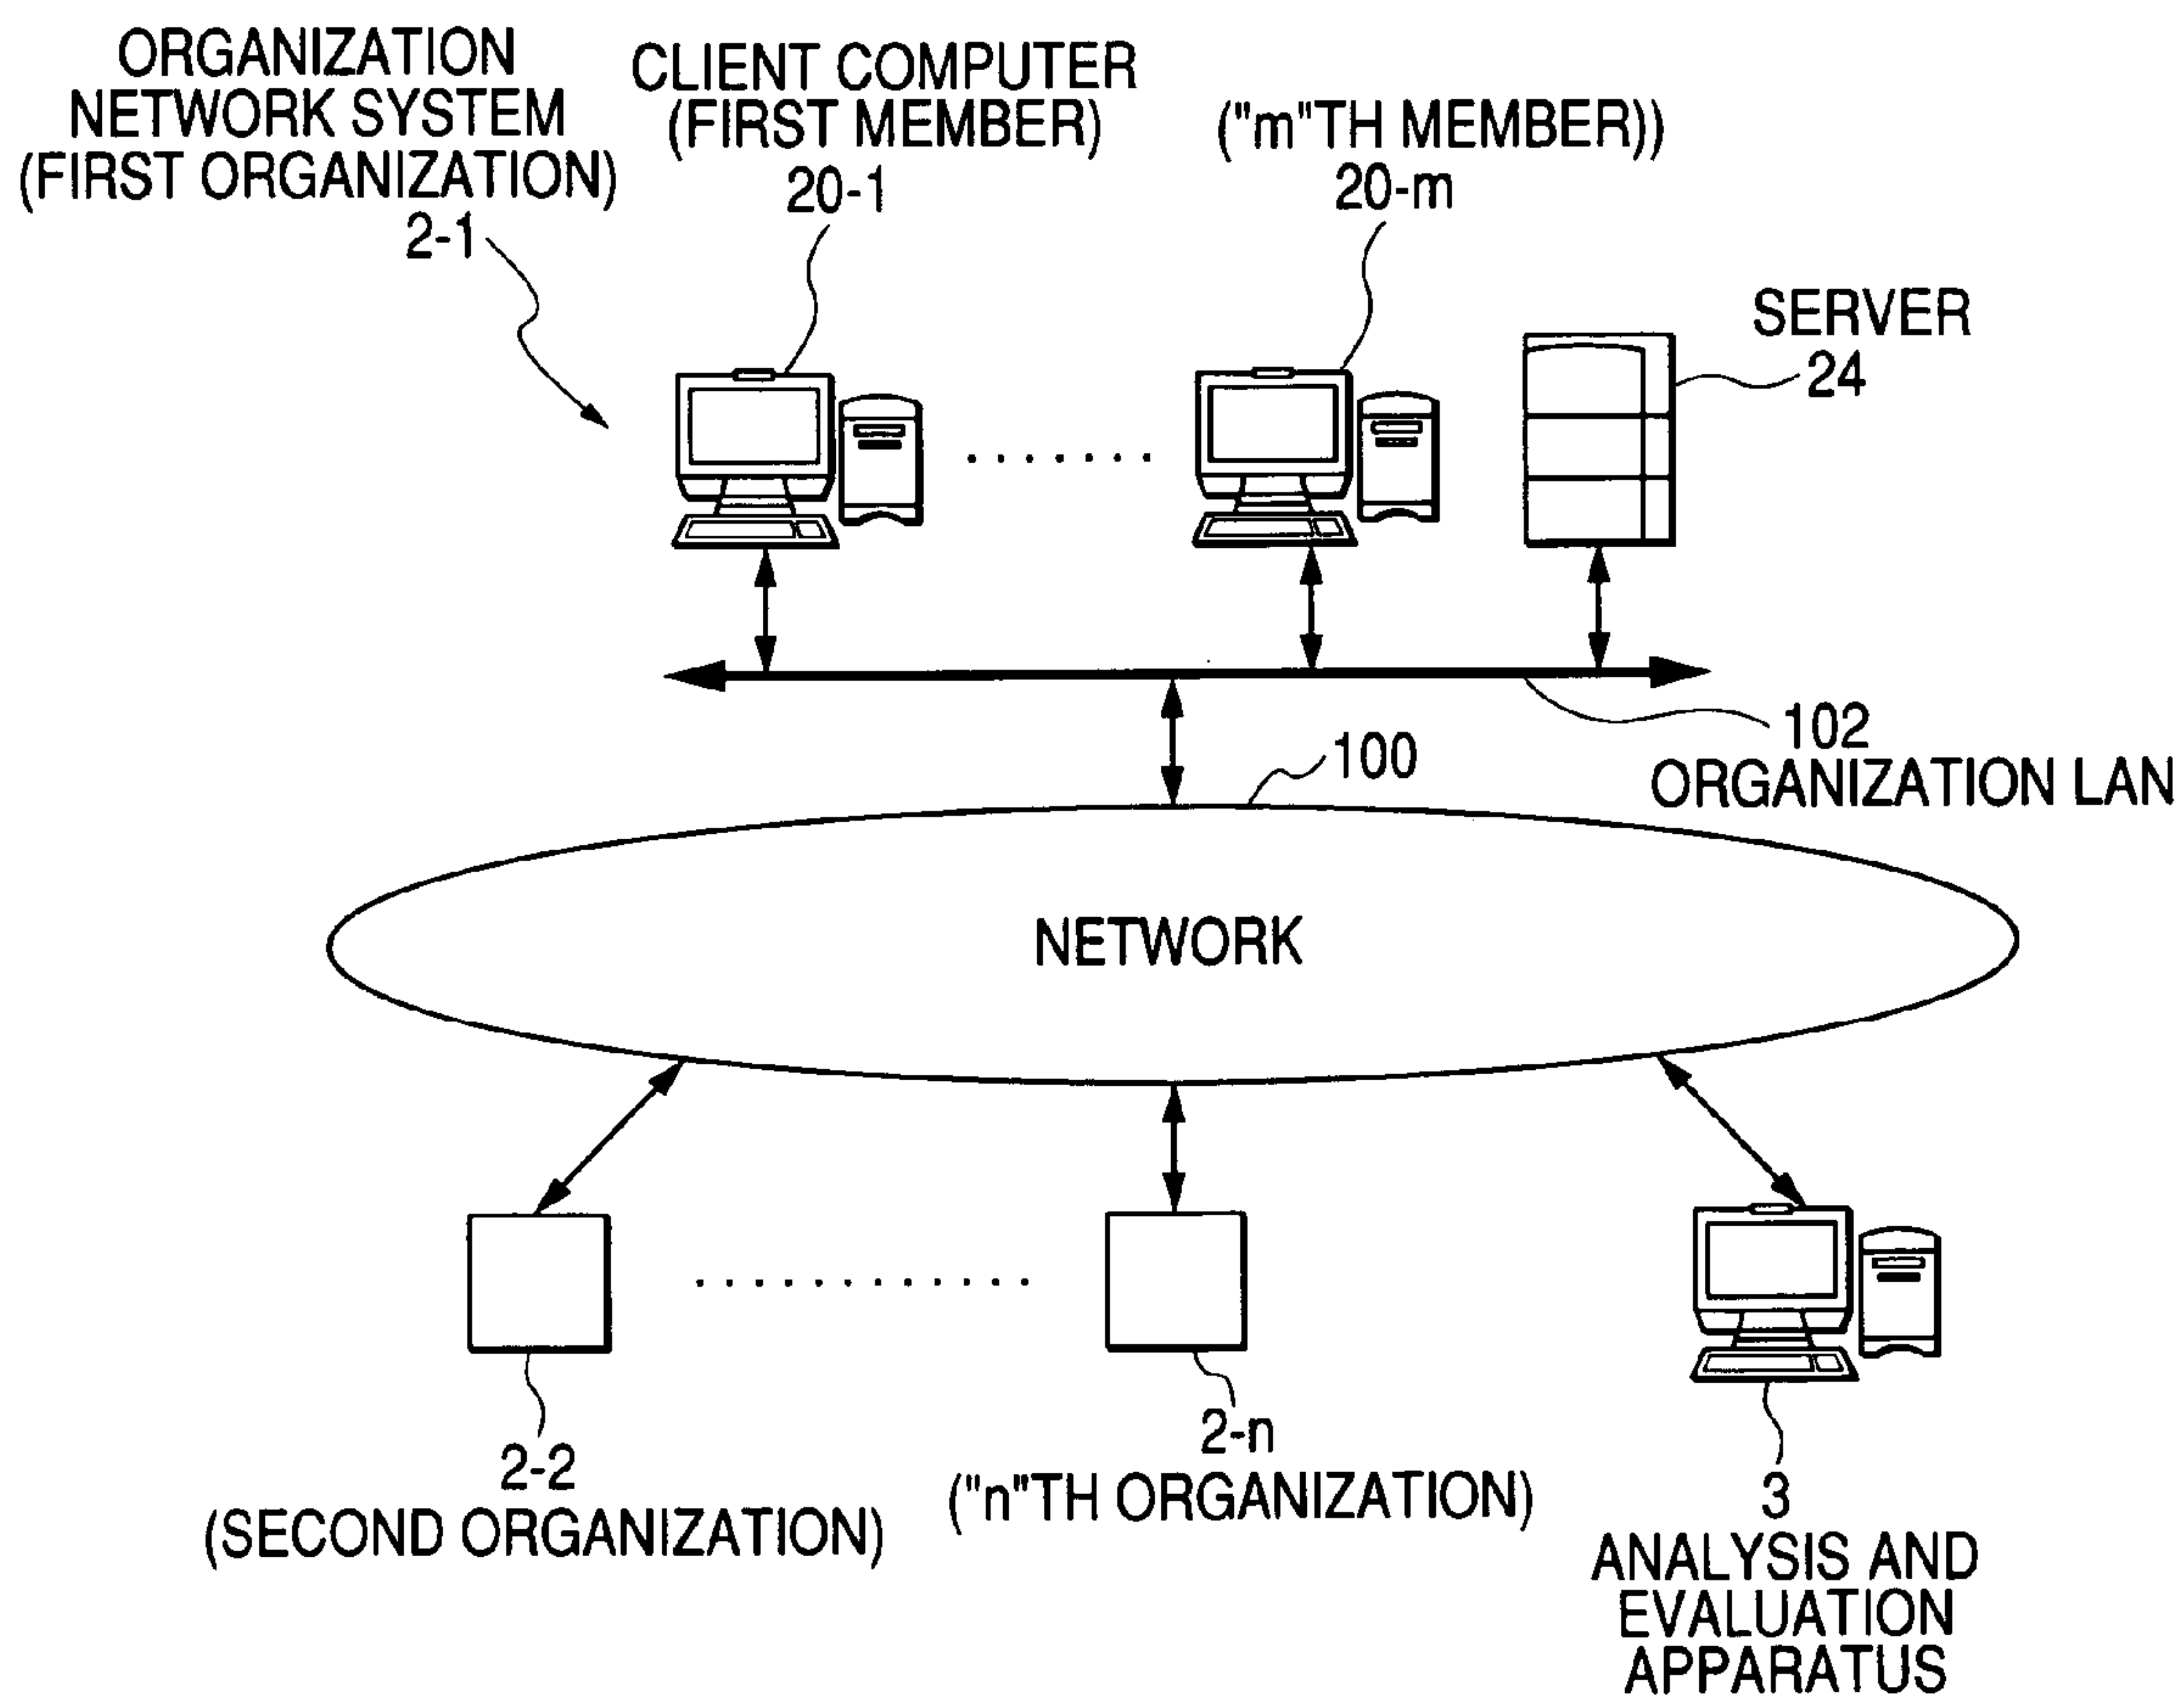 ORGANIZATION
NETWORK SYSTEM
(FIRST ORGANIZATION)
2-1
CLIENT COMPUTER
(FIRST MEMBER)
20-1
("m"TH MEMBER))
20-m
SERVER
24
102
ORGANIZATION LAN
100
NETWORK
2-2
(SECOND ORGANIZATION)
2-n
("n"TH ORGANIZATION)
3
ANALYSIS AND
EVALUATION
APPARATUS